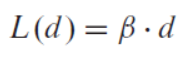 L(d) = β · d